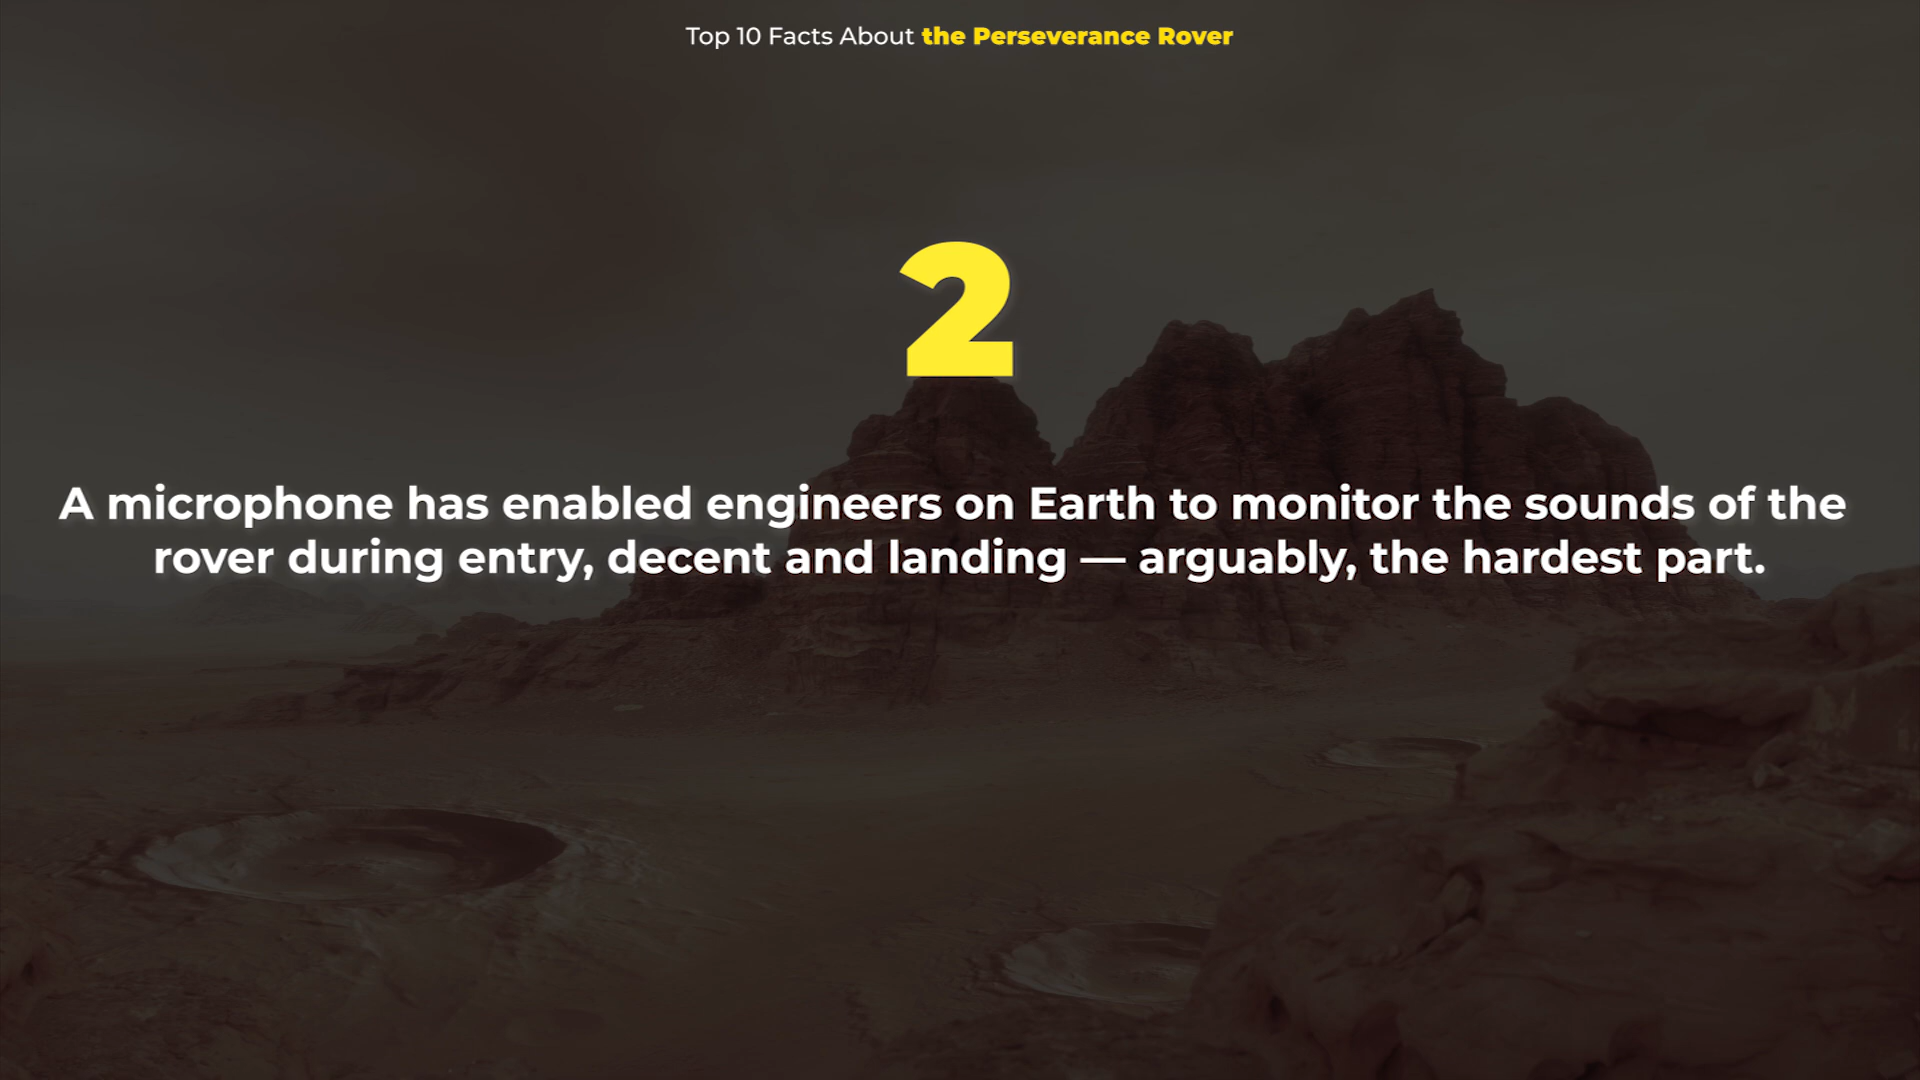 Top 10 Facts About the Perseverance Rover
2
A microphone has enabled engineers on Earth to monitor the sounds of the
rover during entry, decent and landing — arguably, the hardest part.